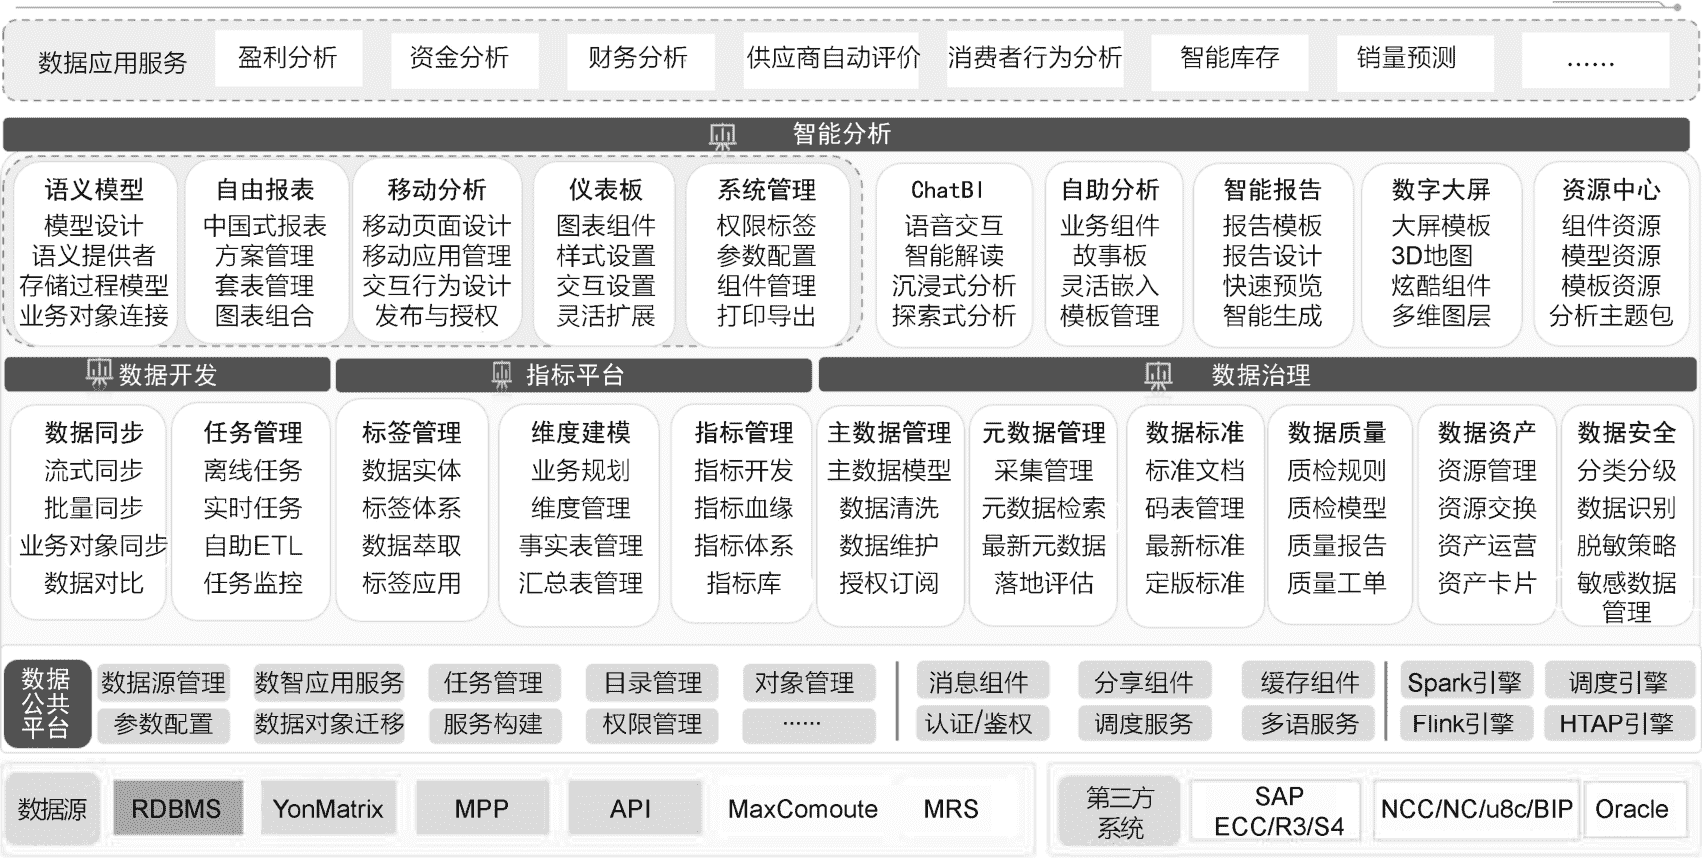 数据应用服务 盈利分析 资金分析 财务分析 供应商自动评价 消费者行为分析 智能库存 销量预测 ……
智能分析
语义模型
模型设计
语义提供者
存储过程模型
业务对象连接
自由报表
中国式报表
方案管理
套表管理
图表组合
移动分析
移动页面设计
移动应用管理
交互行为设计
发布与授权
仪表板
图表组件
样式设置
交互设置
灵活扩展
系统管理
权限标签
参数配置
组件管理
打印导出
ChatBI
语音交互
智能解读
沉浸式分析
探索式分析
自助分析
业务组件
故事板
灵活嵌入
模板管理
智能报告
报告模板
报告设计
快速预览
智能生成
数字大屏
大屏模板
3D地图
炫酷组件
多维图层
资源中心
组件资源
模型资源
模板资源
分析主题包
数据开发
数据同步
流式同步
批量同步
业务对象同步
数据对比
任务管理
离线任务
实时任务
自助ETL
任务监控
指标平台
标签管理
数据实体
标签体系
数据萃取
标签应用
维度建模
业务规划
维度管理
事实表管理
汇总表管理
指标管理
指标开发
指标血缘
指标体系
指标库
数据治理
主数据管理
主数据模型
数据清洗
数据维护
授权订阅
元数据管理
采集管理
元数据检索
最新元数据
落地评估
数据标准
标准文档
码表管理
最新标准
定版标准
数据质量
质检规则
质检模型
质量报告
质量工单
数据资产
资源管理
资源交换
资产运营
资产卡片
数据安全
分类分级
数据识别
脱敏策略
敏感数据
管理
数据
公共
平台
数据源管理 数智应用服务 任务管理 目录管理 对象管理 消息组件 分享组件 缓存组件 Spark引擎 调度引擎
参数配置 数据对象迁移 服务构建 权限管理 …… 认证/鉴权 调度服务 多语服务 Flink引擎 HTAP引擎
数据源 RDBMS YonMatrix MPP API MaxComoute MRS
第三方
系统
SAP
ECC/R3/S4
NCC/NC/u8c/BIP
Oracle